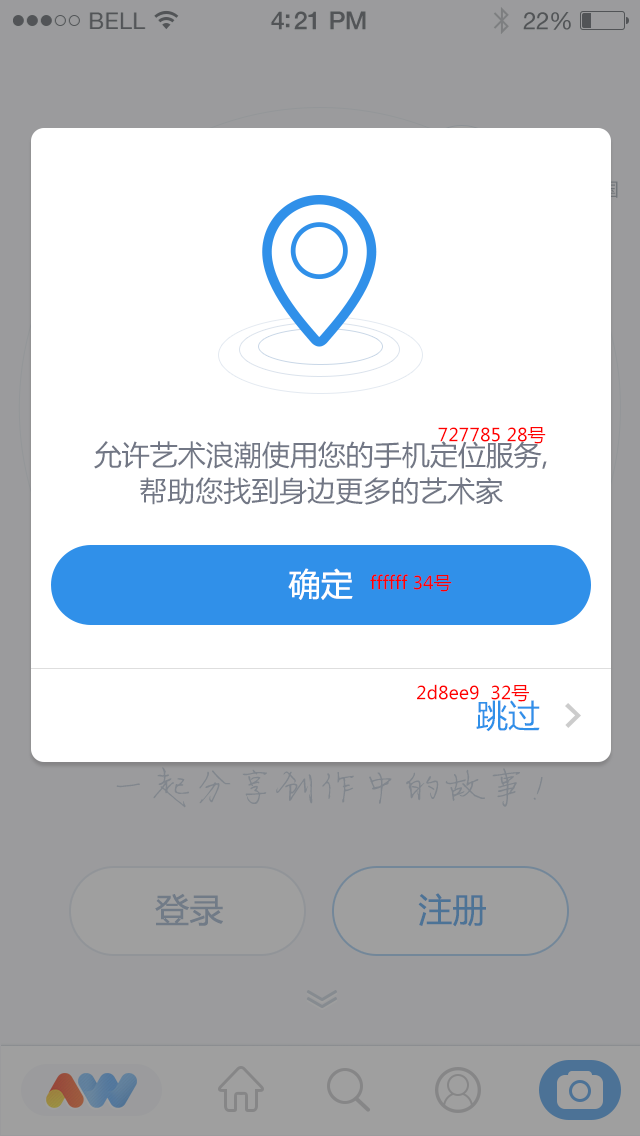 BELL 4:21 PM 22%
727785 28号
允许艺术浪潮使用您的手机定位服务,
帮助您找到身边更多的艺术家
确定 ffffff 34号
2d8ee9 32号
跳过
一起分享创作中的故事!
登录 注册
AW